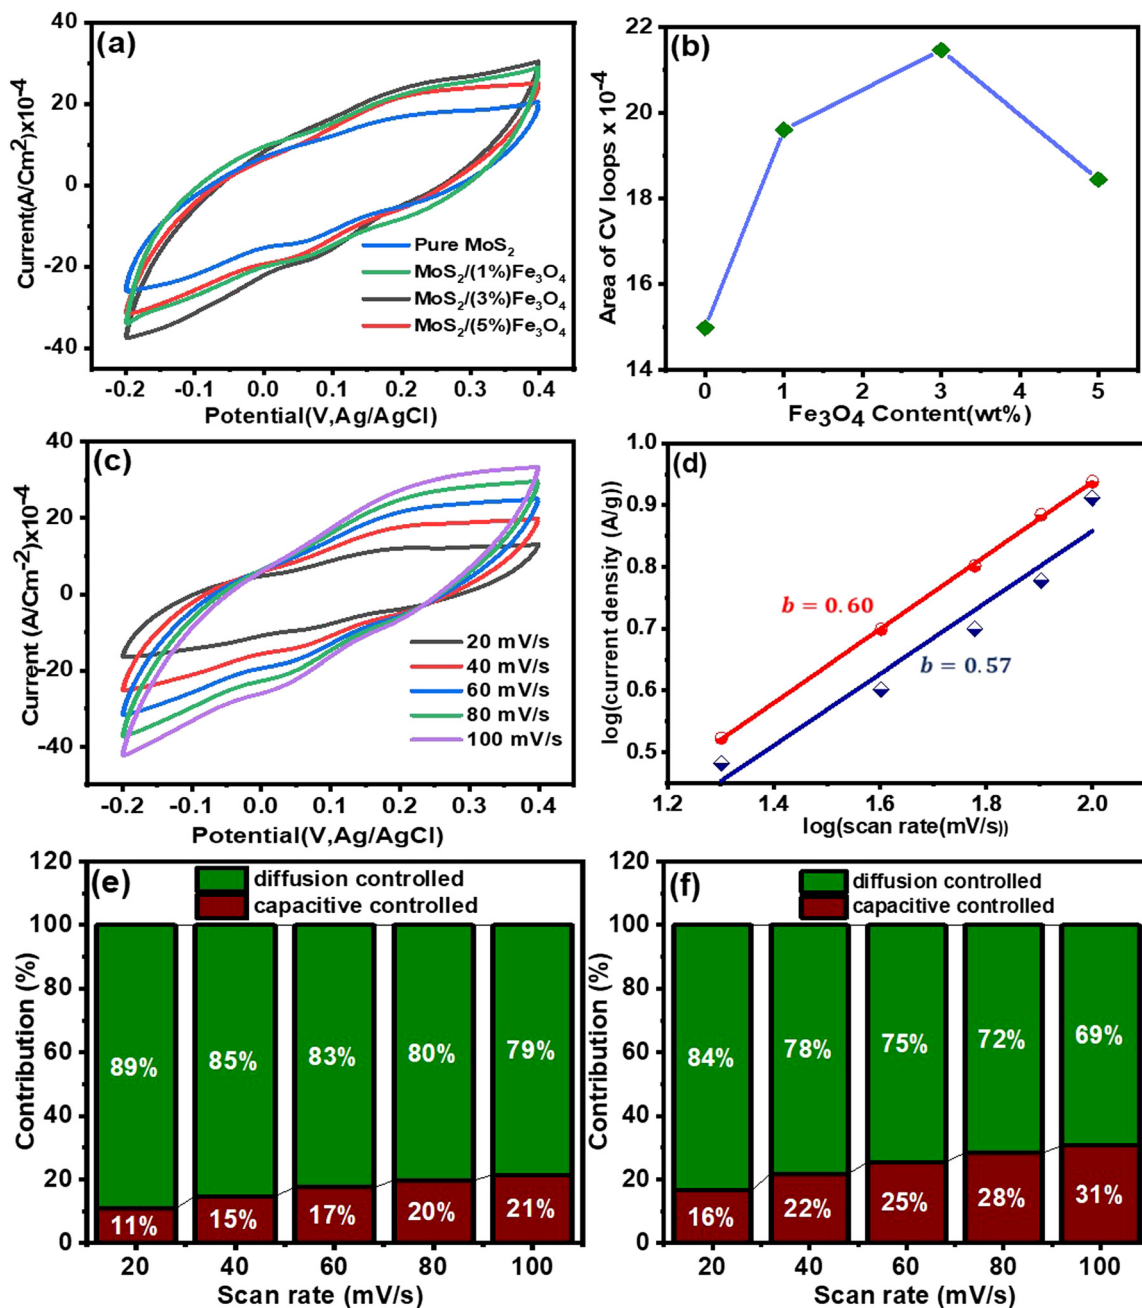 (a)
40
20
0
-20
-40
Current(A/Cm²)x10⁻⁴
Pure MoS₂
MoS₂/(1%)Fe₃O₄
MoS₂/(3%)Fe₃O₄
MoS₂/(5%)Fe₃O₄
-0.2 -0.1 0.0 0.1 0.2 0.3 0.4
Potential(V,Ag/AgCl)
(b)
22
20
18
16
14
Area of CV loops x 10⁻⁴
0 1 2 3 4 5
Fe₃O₄ Content(wt%)
(c)
40
20
0
-20
-40
Current (A/Cm⁻²)x10⁻⁴
20 mV/s
40 mV/s
60 mV/s
80 mV/s
100 mV/s
-0.2 -0.1 0.0 0.1 0.2 0.3 0.4
Potential(V,Ag/AgCl)
(d)
1.0
0.9
0.8
0.7
0.6
0.5
log(current density (A/g))
b = 0.60
b = 0.57
1.2 1.4 1.6 1.8 2.0
log(scan rate(mV/s))
(e)
diffusion controlled
capacitive controlled
120
100
80
60
40
20
0
Contribution (%)
89% 85% 83% 80% 79%
11% 15% 17% 20% 21%
20 40 60 80 100
Scan rate (mV/s)
(f)
diffusion controlled
capacitive controlled
120
100
80
60
40
20
0
Contribution (%)
84% 78% 75% 72% 69%
16% 22% 25% 28% 31%
20 40 60 80 100
Scan rate (mV/s)